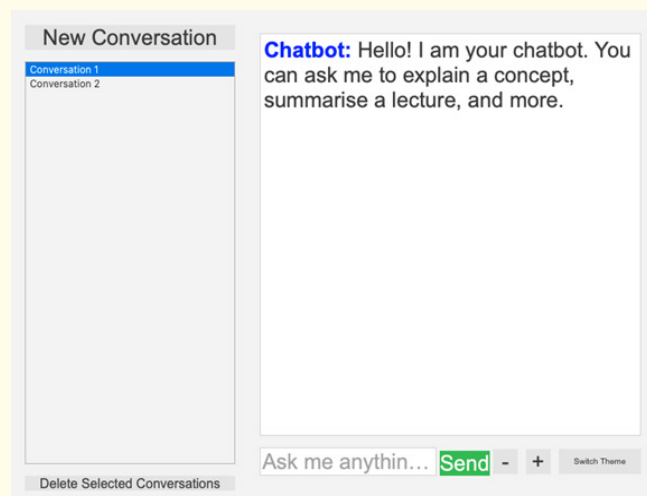 New Conversation
Conversation 1
Conversation 2
Delete Selected Conversations
Chatbot: Hello! I am your chatbot. You
can ask me to explain a concept,
summarise a lecture, and more.
Ask me anythin... Send - + Switch Theme